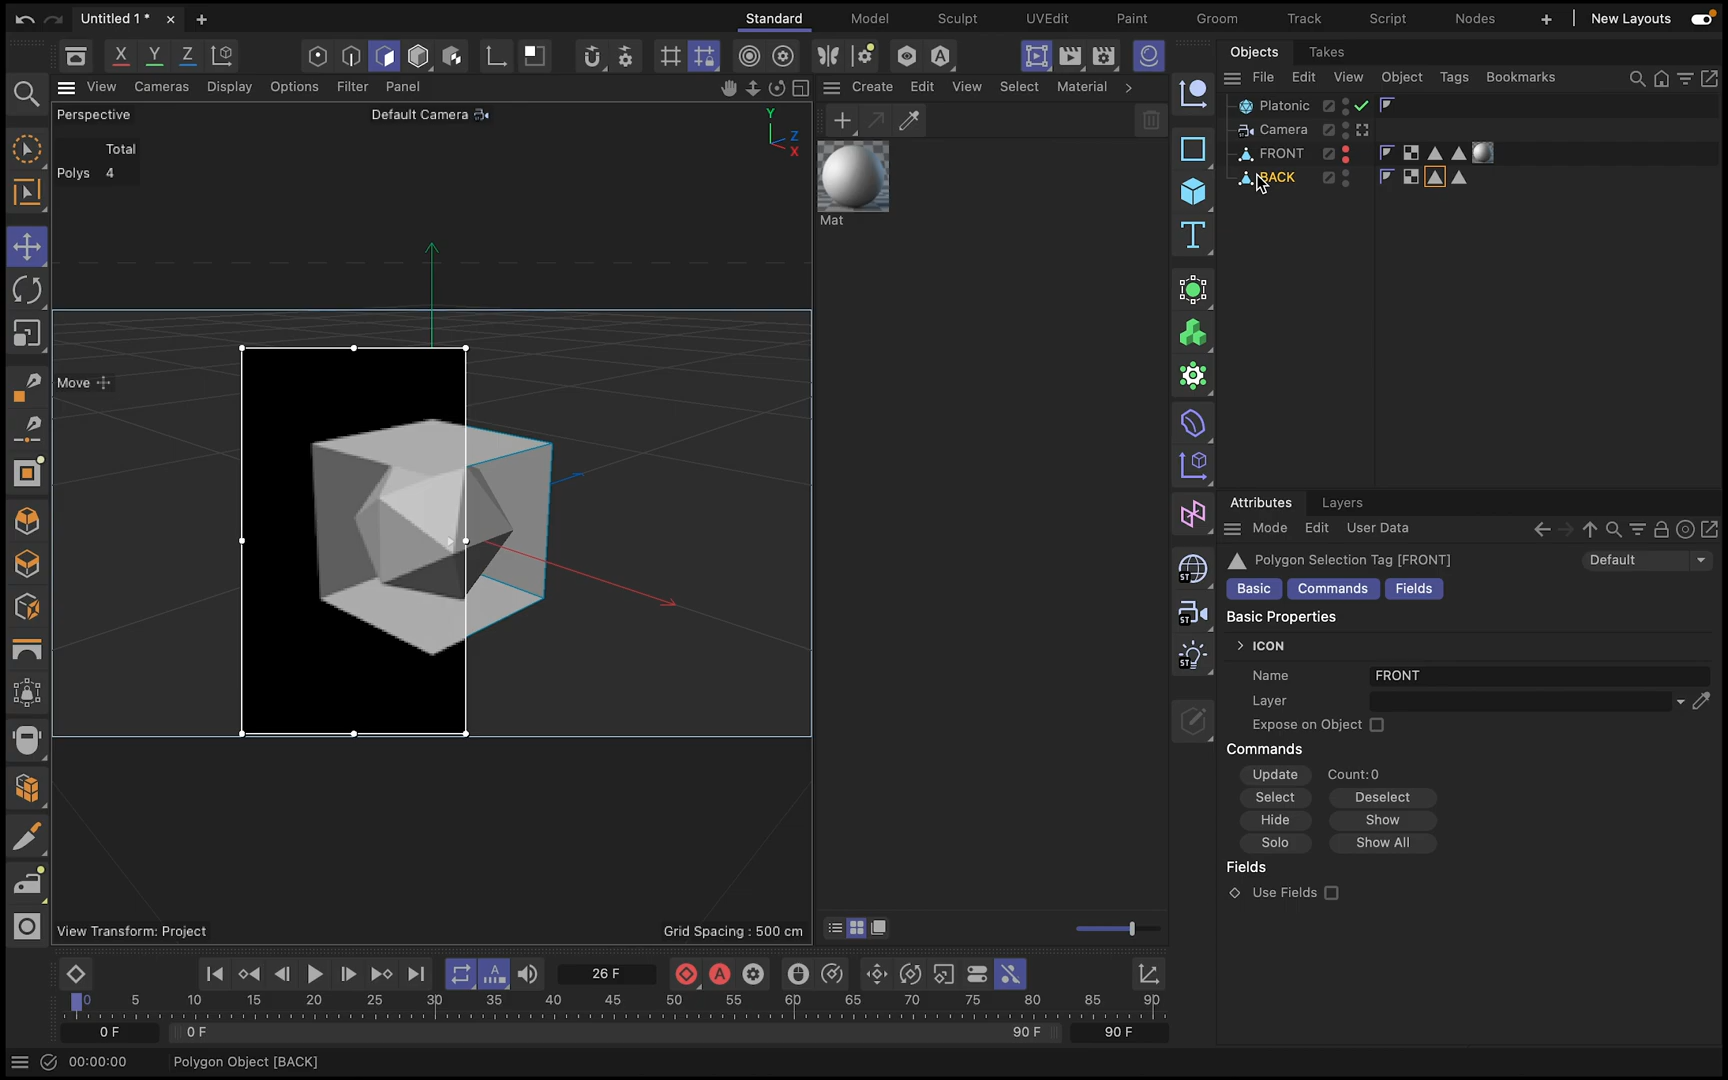 Untitled 1 * × +
Standard Model Sculpt UVEdit Paint Groom Track Script Nodes + New Layouts
X Y Z
Objects Takes
View Cameras Display Options Filter Panel
Create Edit View Select Material
File Edit View Object Tags Bookmarks
Perspective
Default Camera
Y
Z
X
Total
Polys 4
Move
Mat
Platonic
Camera
FRONT
BACK
Attributes Layers
Mode Edit User Data
Polygon Selection Tag [FRONT] Default
Basic Commands Fields
Basic Properties
ICON
Name FRONT
Layer
Expose on Object
Commands
Update Count:0
Select Deselect
Hide Show
Solo Show All
Fields
Use Fields
ST
ST
ST
View Transform: Project
Grid Spacing : 500 cm
26 F
0 5 10 15 20 25 30 35 40 45 50 55 60 65 70 75 80 85 90
0 F 0 F 90 F 90 F
00:00:00 Polygon Object [BACK]